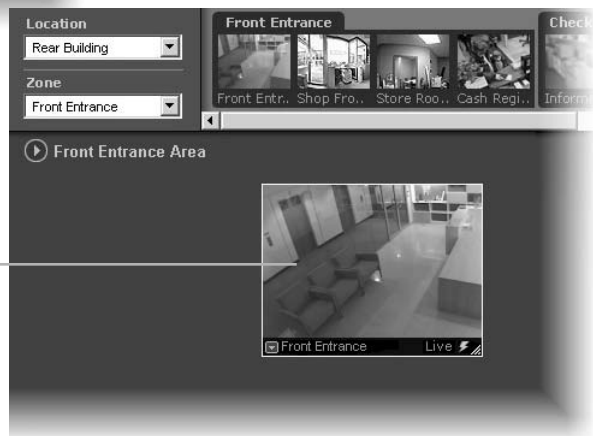 Location
Rear Building
Zone
Front Entrance
Front Entrance
Check
Front Entr.. Shop Fro.. Store Roo.. Cash Regi.. Inform
Front Entrance Area
Front Entrance Live